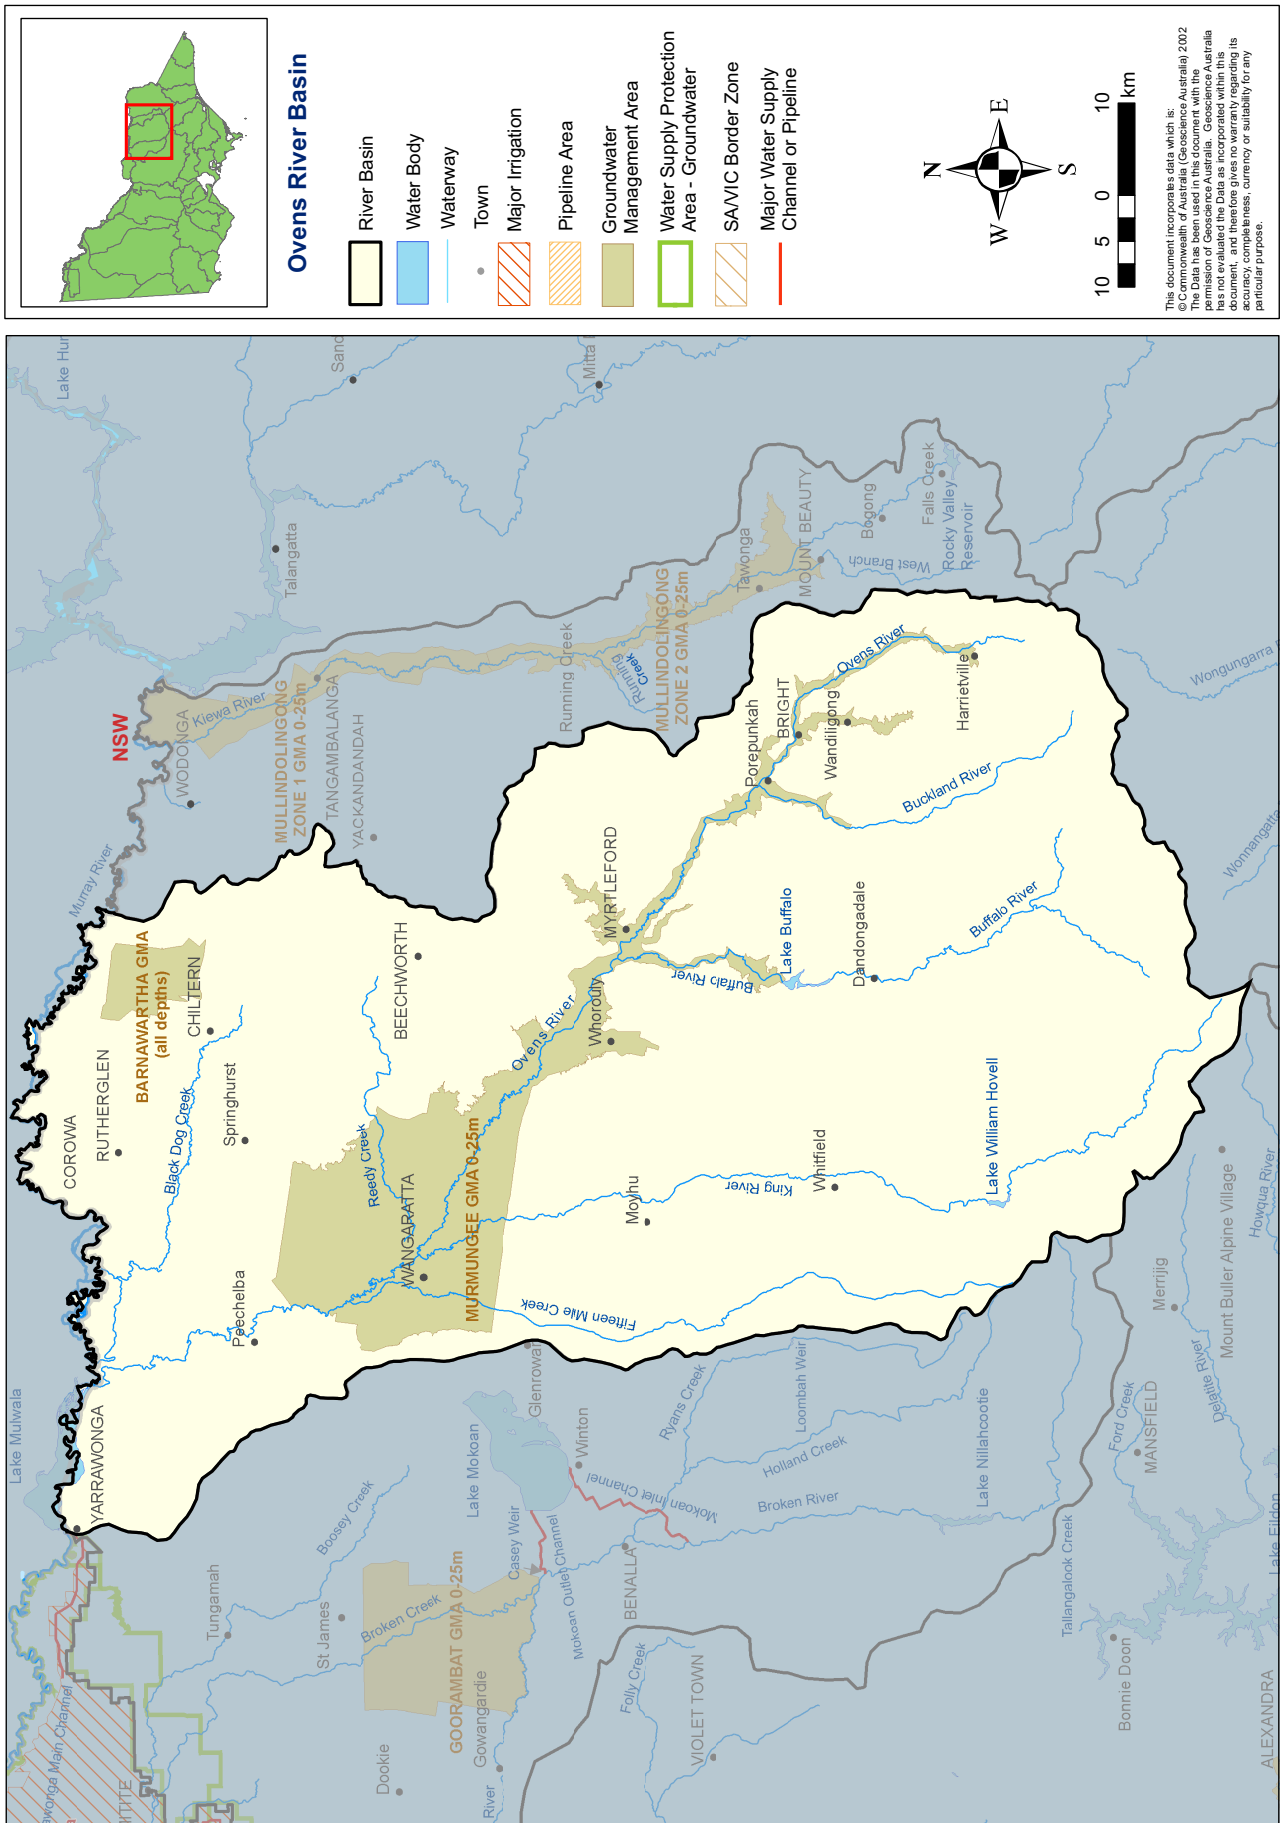 Ovens River Basin
River Basin
Water Body
Waterway
Town
Major Irrigation
Pipeline Area
Groundwater
Management Area
Water Supply Protection
Area - Groundwater
SA/VIC Border Zone
Major Water Supply
Channel or Pipeline
N
W
E
S
10
5
0
10
km
This document incorporates data which is:
© Commonwealth of Australia (Geoscience Australia) 2002
The Data has been used in this document with the
permission of Geoscience Australia. Geoscience Australia
has not evaluated the Data as incorporated within this
document, and therefore gives no warranty regarding its
accuracy, completeness, currency or suitability for any
particular purpose.
Lake Mulwala
YARRAWONGA
COROWA
RUTHERGLEN
BARNAWARTHA GMA
(all depths)
CHILTERN
Black Dog Creek
Springhurst
Peechelba
Murray River
NSW
WODONGA
Kiewa River
MULLINDOLINGONG
ZONE 1 GMA 0-25m
TANGAMBALANGA
YACKANDANDAH
Talangatta
Lake Hur
Sand
Mitta
BEECHWORTH
Reedy Creek
WANGARATTA
MURMUNGEE GMA 0-25m
Ovens River
Whorouly
MYRTLEFORD
Running Creek
Running
Creek
MULLINDOLINGONG
ZONE 2 GMA 0-25m
Tawonga
MOUNT BEAUTY
Bogong
West Branch
Falls Creek
Rocky Valley
Reservoir
Porepunkah
BRIGHT
Wandiligong
Ovens River
Harrietville
Buckland River
Buffalo River
Lake Buffalo
Dandongadale
Buffalo River
Wongungarra
Wonnangatta
Fifteen Mile Creek
Moyhu
King River
Whitfield
Lake William Hovell
Glenrowan
Winton
Lake Mokoan
Casey Weir
Mokoan Outlet Channel
Mokoan Inlet Channel
BENALLA
Ryans Creek
Loombah Weir
Holland Creek
Broken River
Lake Nillahcootie
Ford Creek
MANSFIELD
Merrijig
Delatite River
Mount Buller Alpine Village
Howqua River
Lake Eildon
Tallangalook Creek
Bonnie Doon
ALEXANDRA
Boosey Creek
Tungamah
St James
Broken Creek
GOORAMBAT GMA 0-25m
Gowangardie
Dookie
River
Folly Creek
VIOLET TOWN
awonga Main Channel
TITE